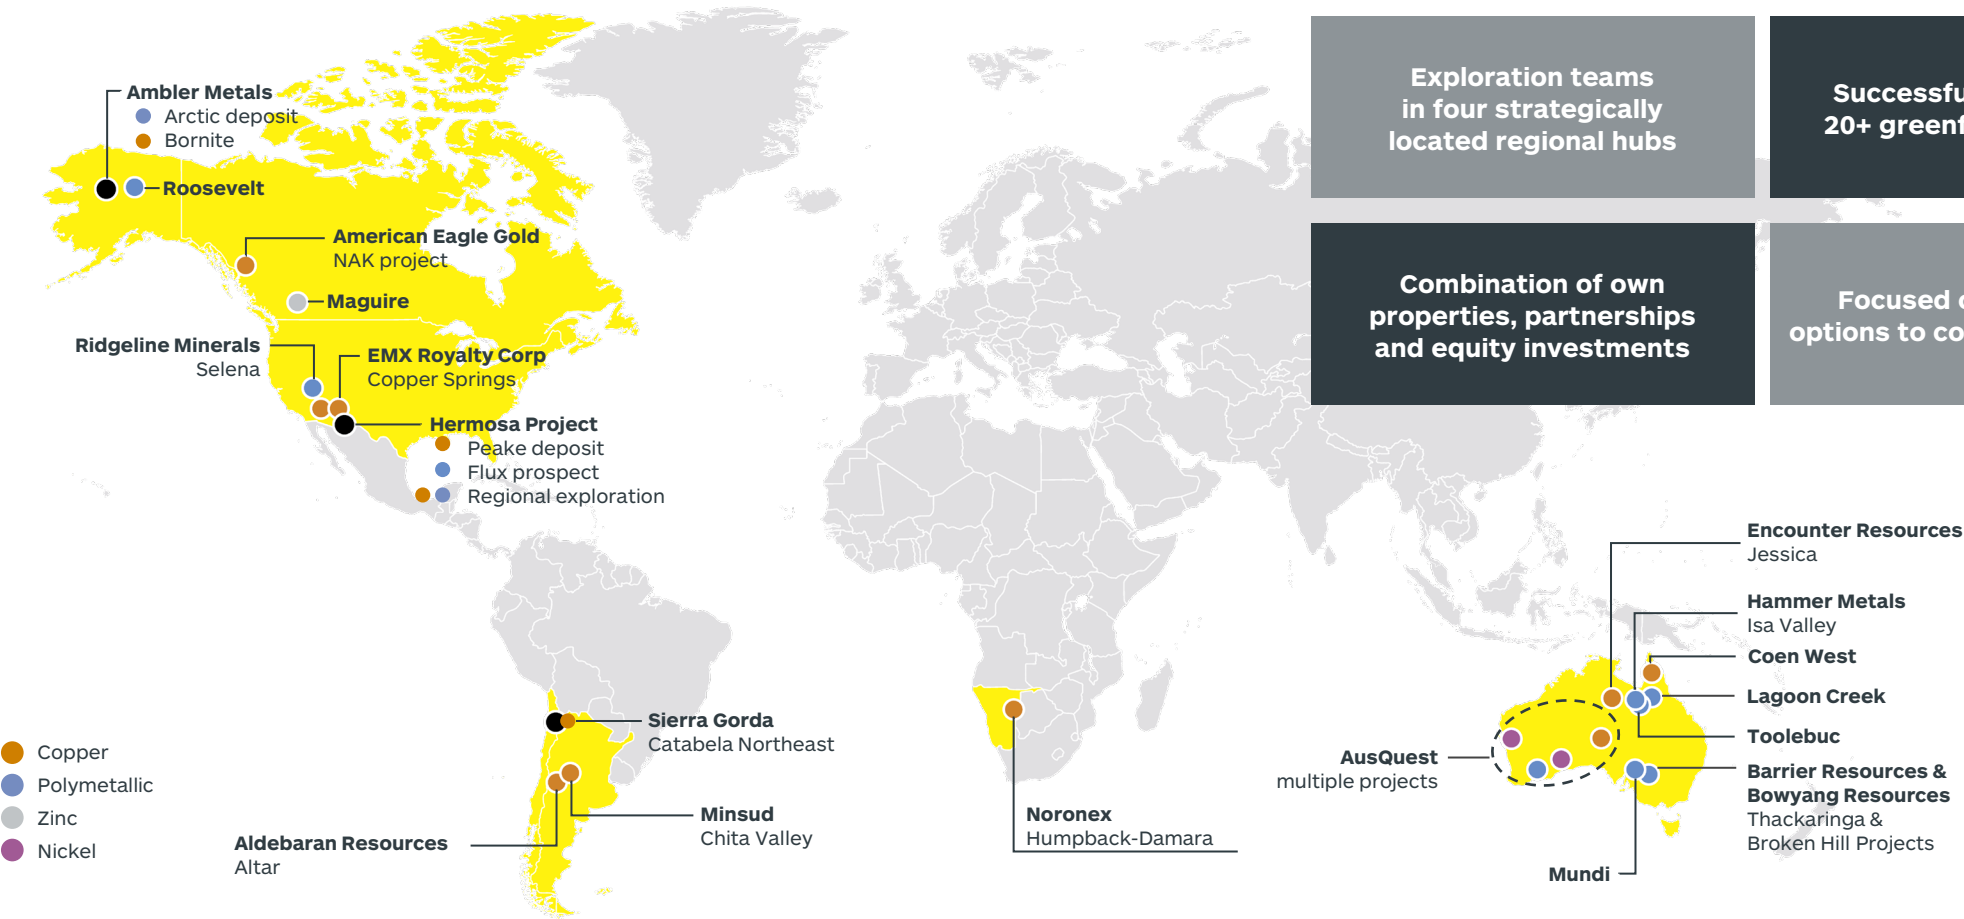 Ambler Metals
Arctic deposit
Bornite
Roosevelt
American Eagle Gold
NAK project
Maguire
Ridgeline Minerals
Selena
EMX Royalty Corp
Copper Springs
Hermosa Project
Peake deposit
Flux prospect
Regional exploration
Sierra Gorda
Catabela Northeast
Minsud
Chita Valley
Aldebaran Resources
Altar
Copper
Polymetallic
Zinc
Nickel
Noronex
Humpback-Damara
Exploration teams
in four strategically
located regional hubs
Combination of own
properties, partnerships
and equity investments
Focused
options to
Encounter Resources
Jessica
Hammer Metals
Isa Valley
Coen West
Lagoon Creek
Toolebuc
AusQuest
multiple projects
Barrier Resources &
Bowyang Resources
Thackaringa &
Broken Hill Projects
Mundi
20+